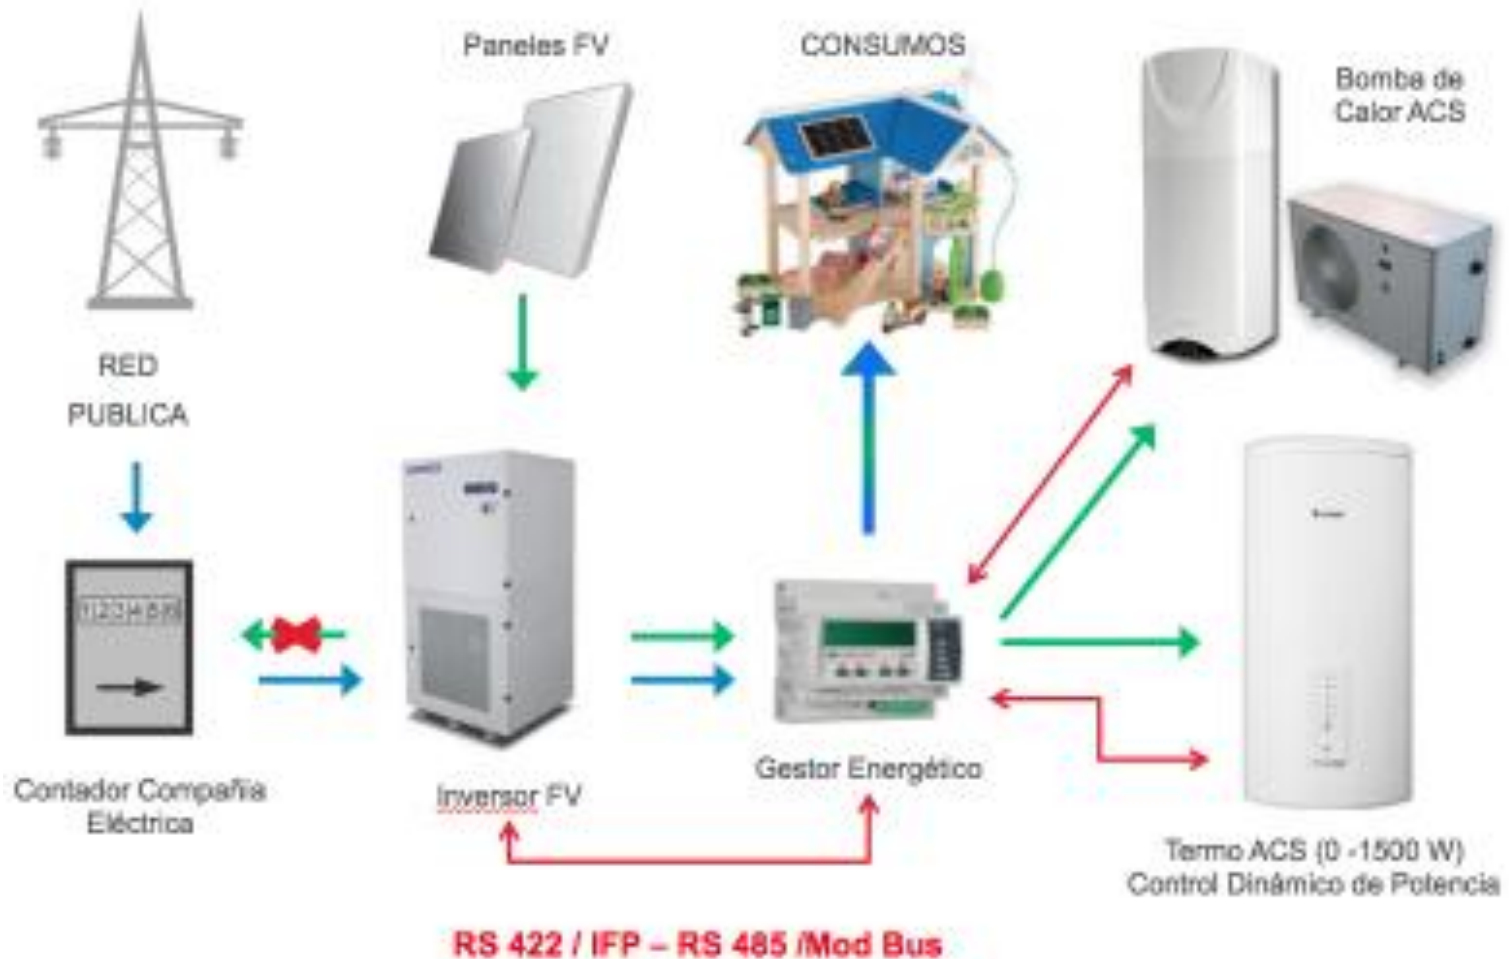 Paneles FV
CONSUMOS
Bomba de
Calor ACS
RED
PUBLICA
Contador Compañia
Eléctrica
Inversor FV
Gestor Energético
Termo ACS (0 -1500 W)
Control Dinámico de Potencia
RS 422 / IFP – RS 485 /Mod Bus